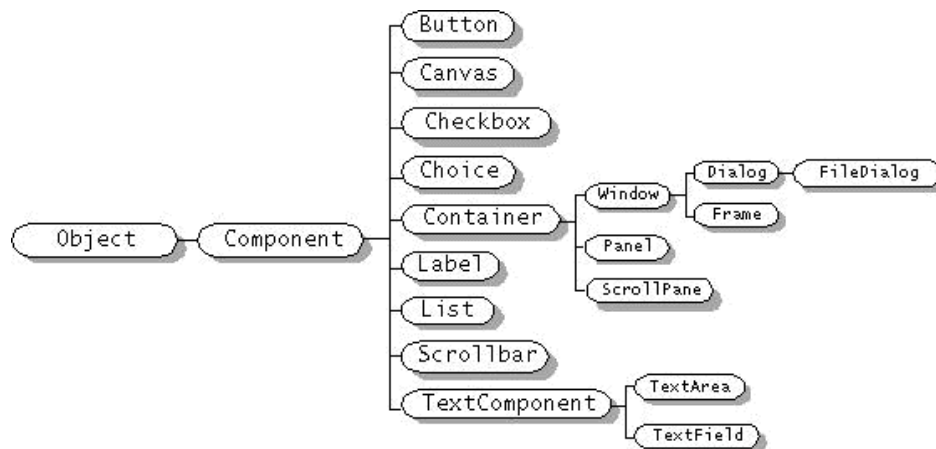 Button
Canvas
Checkbox
Choice
Dialog
FileDialog
Window
Container
Frame
Object
Component
Panel
Label
ScrollPane
List
Scrollbar
TextArea
TextComponent
TextField